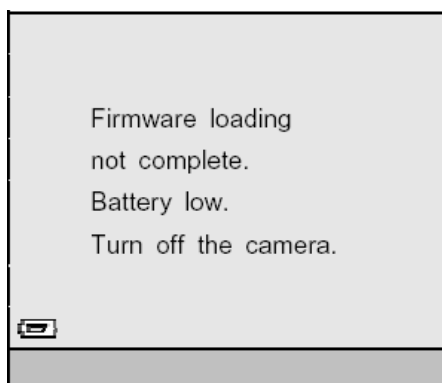 Firmware loading
not complete.
Battery low.
Turn off the camera.